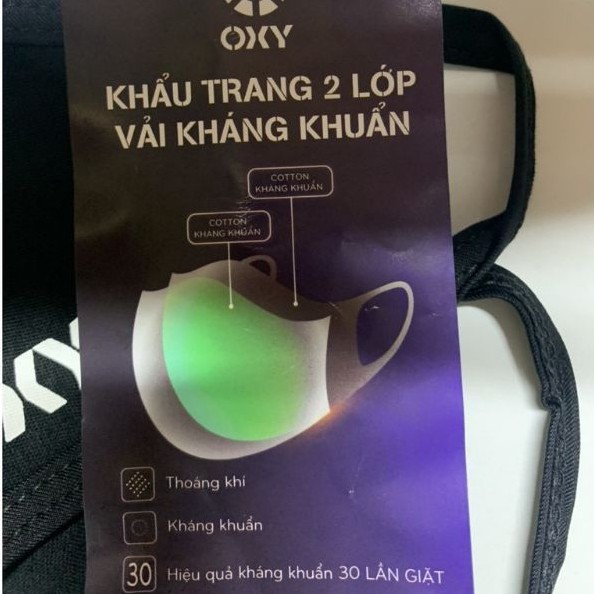 OXY
KHẨU TRANG 2 LỚP
VẢI KHÁNG KHUẨN
COTTON
KHÁNG KHUẨN
COTTON
KHÁNG KHUẨN
OXY
Thoáng khí
Kháng khuẩn
30 Hiệu quả kháng khuẩn 30 LẦN GIẶT